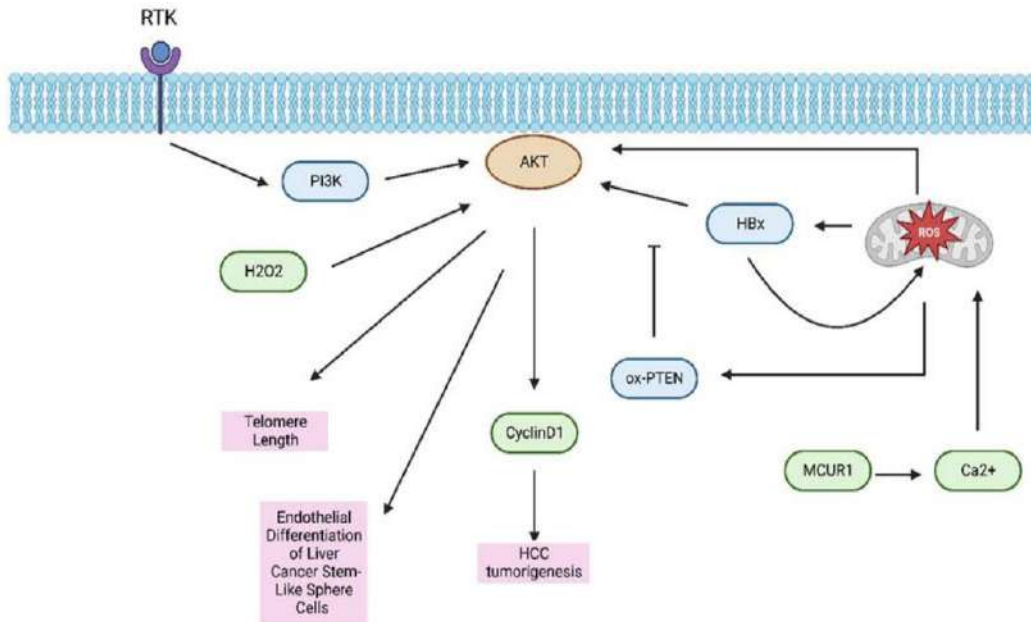 RTK
AKT
PI3K
HBx
ROS
H2O2
ox-PTEN
Telomere
Length
CyclinD1
MCUR1
Ca2+
Endothelial
Differentiation
of Liver
Cancer Stem-
Like Sphere
Cells
HCC
tumorigenesis